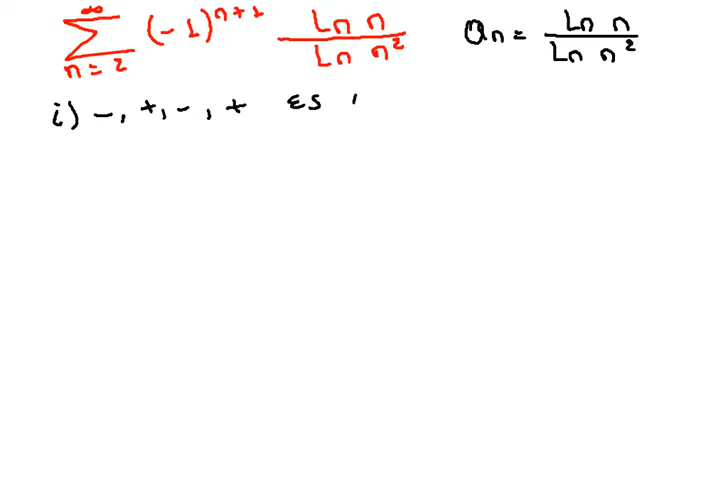 ∞∑n=2 (-1)^(n+1) Ln n / Ln n² an = Ln n / Ln n²
i) -, +, -, + ES